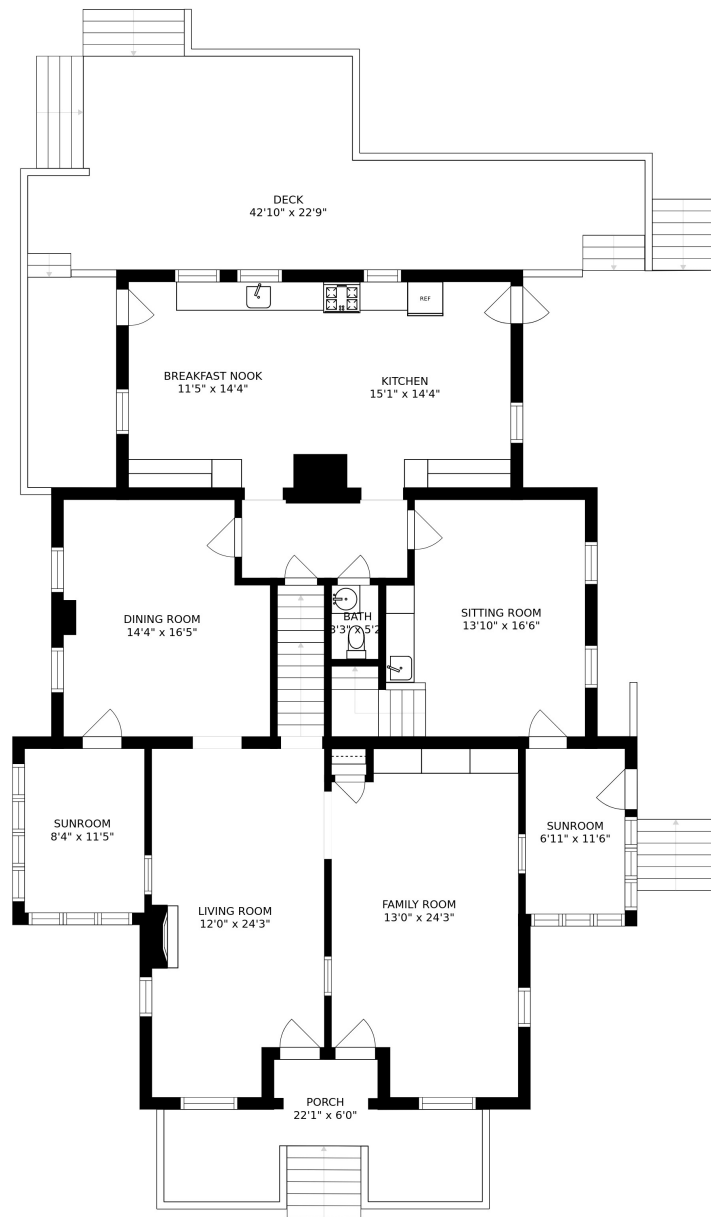 DECK
42'10" x 22'9"
REF
BREAKFAST NOOK
11'5" x 14'4"
KITCHEN
15'1" x 14'4"
DINING ROOM
14'4" x 16'5"
BATH
SITTING ROOM
13'10" x 16'6"
SUNROOM
8'4" x 11'5"
SUNROOM
6'11" x 11'6"
LIVING ROOM
12'0" x 24'3"
FAMILY ROOM
13'0" x 24'3"
PORCH
22'1" x 6'0"